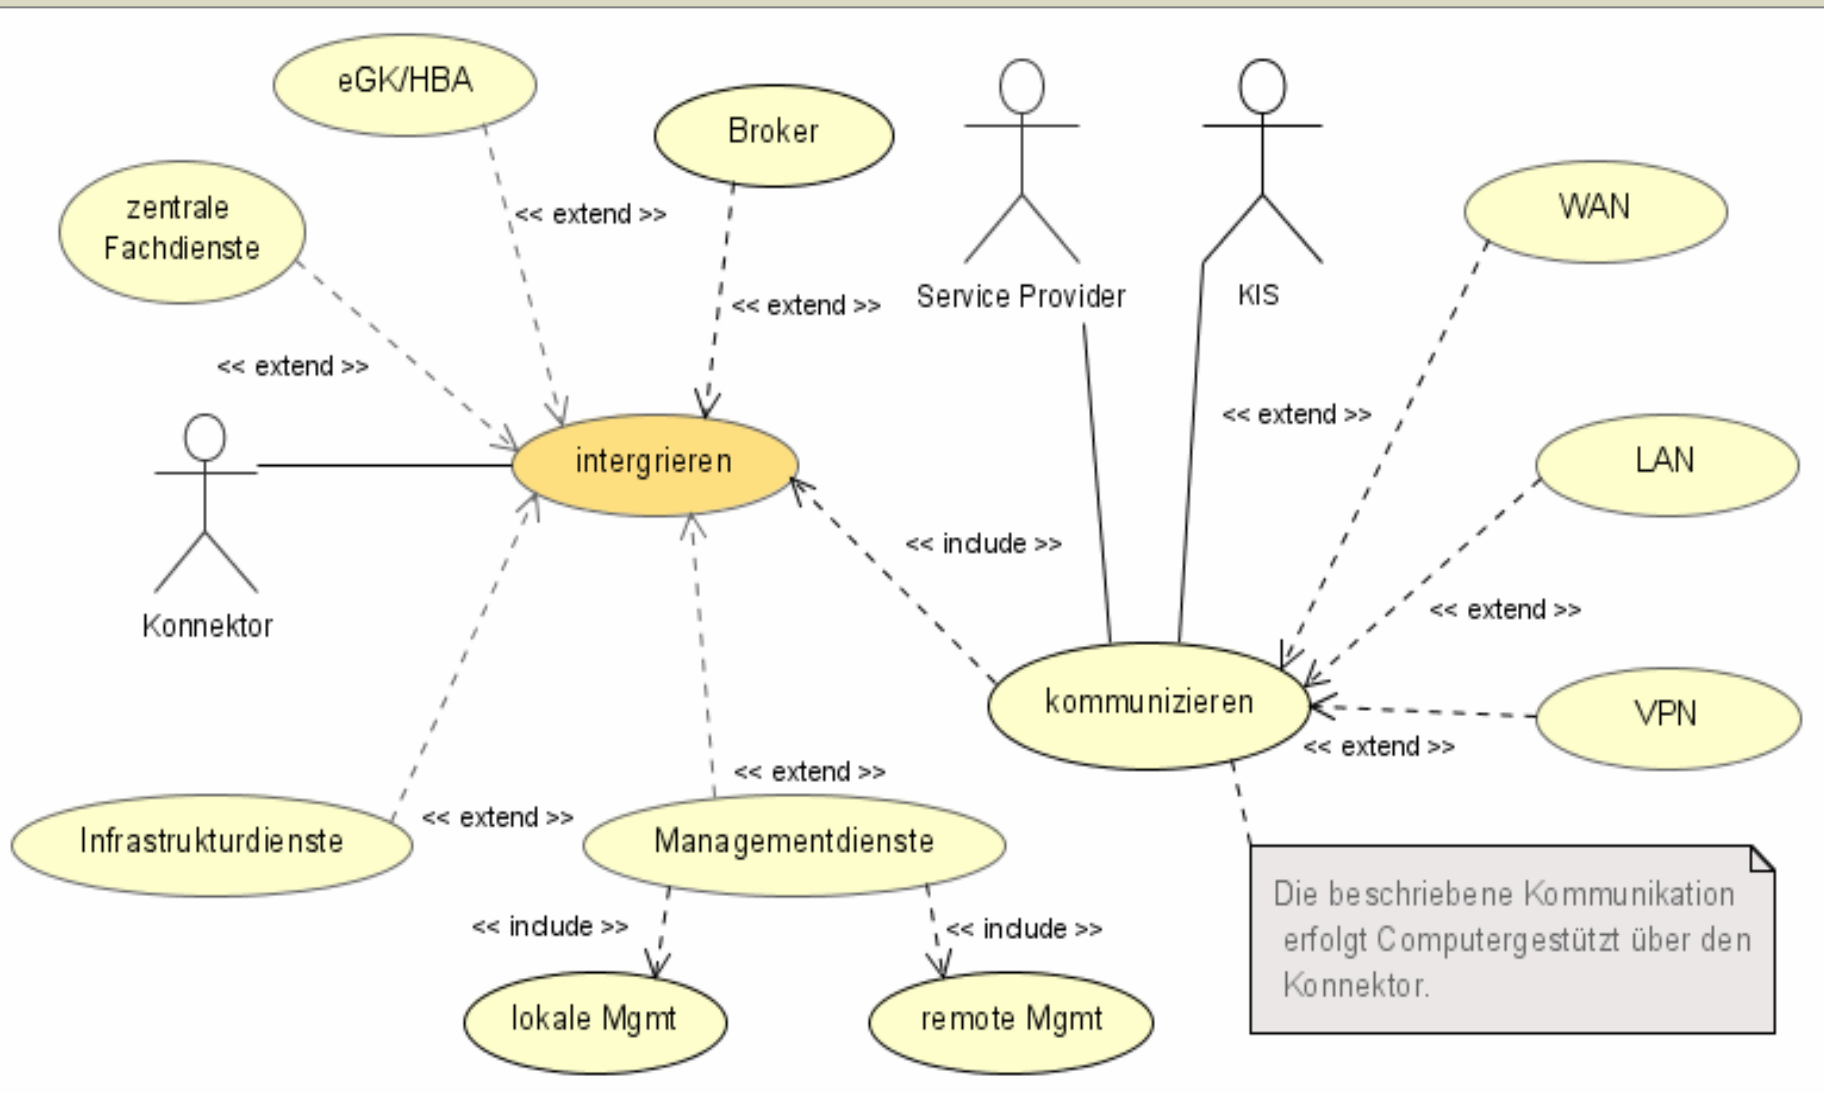 eGK/HBA
Broker
zentrale
Fachdienste
<< extend >>
<< extend >>
<< extend >>
Service Provider
KIS
WAN
<< extend >>
LAN
intergrieren
Konnektor
<< include >>
<< extend >>
kommunizieren
VPN
<< extend >>
<< extend >>
<< extend >>
Infrastrukturdienste
Managementdienste
<< include >>
<< include >>
lokale Mgmt
remote Mgmt
Die beschriebene Kommunikation
erfolgt Computergestützt über den
Konnektor.